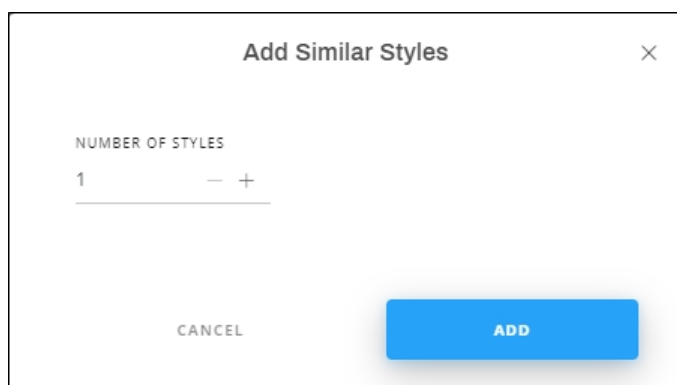 Add Similar Styles
NUMBER OF STYLES
1
CANCEL
ADD